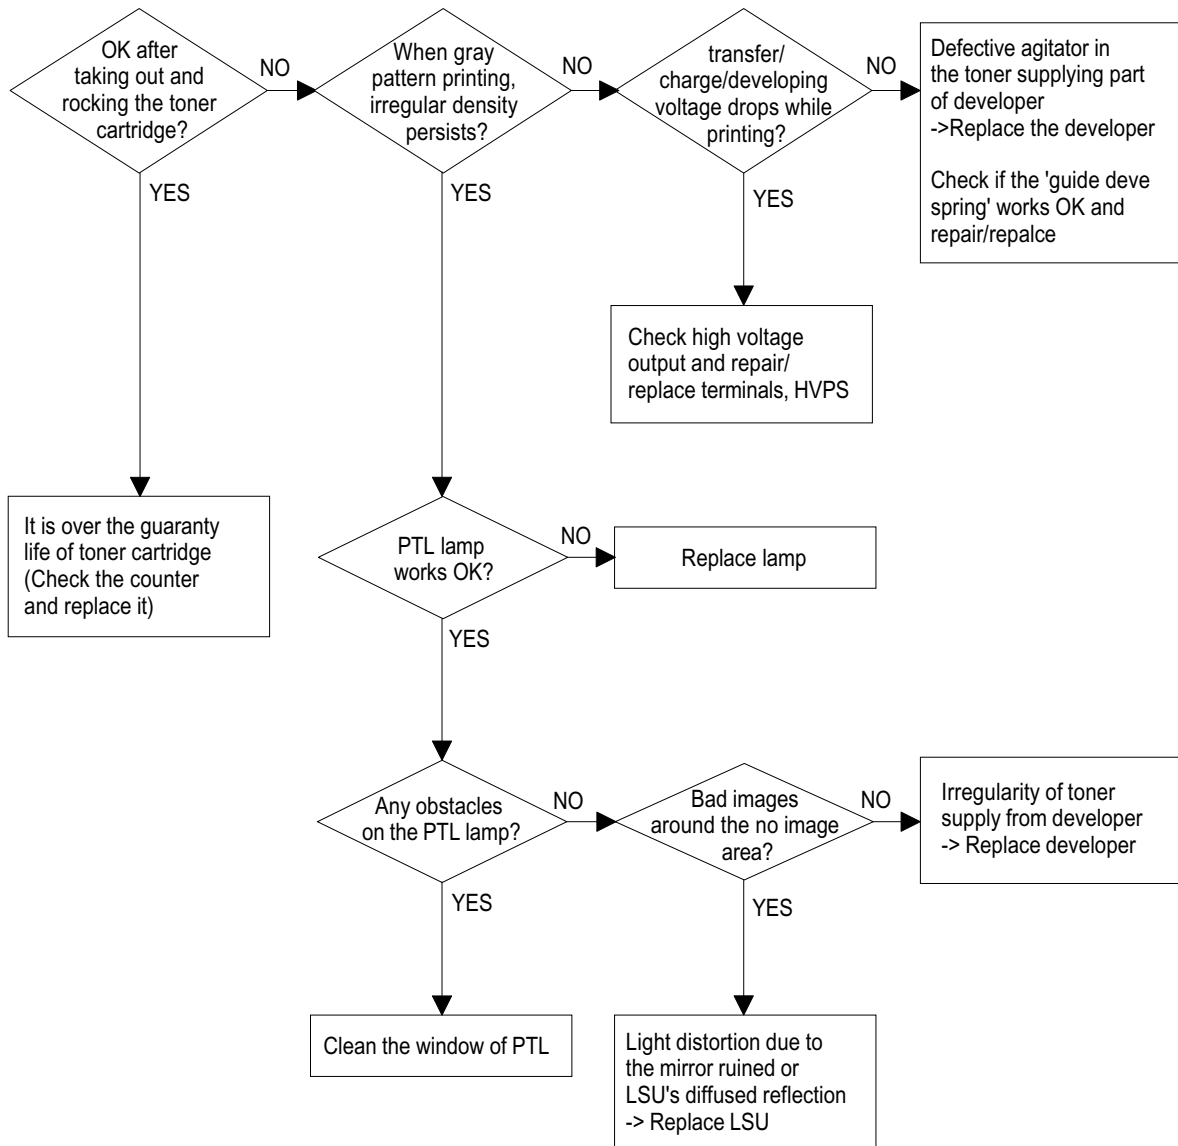 OK after
taking out and
rocking the toner
cartridge?
NO
YES
When gray
pattern printing,
irregular density
persists?
NO
YES
transfer/
charge/developing
voltage drops while
printing?
NO
YES
Defective agitator in
the toner supplying part
of developer
->Replace the developer
Check if the 'guide deve
spring' works OK and
repair/repalce
Check high voltage
output and repair/
replace terminals, HVPS
It is over the guaranty
life of toner cartridge
(Check the counter
and replace it)
PTL lamp
works OK?
NO
YES
Replace lamp
Any obstacles
on the PTL lamp?
NO
YES
Bad images
around the no image
area?
NO
YES
Irregularity of toner
supply from developer
-> Replace developer
Clean the window of PTL
Light distortion due to
the mirror ruined or
LSU's diffused reflection
-> Replace LSU